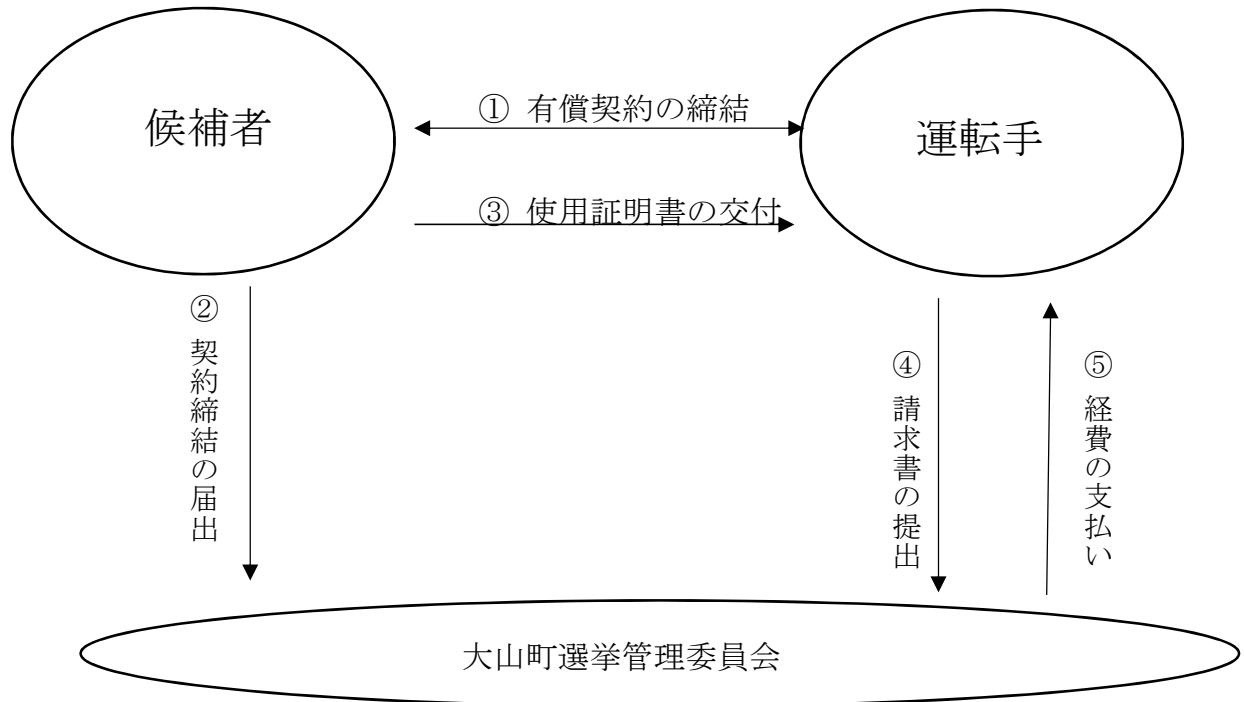 候補者
① 有償契約の締結
運転手
③ 使用証明書の交付
② 契約締結の届出
④ 請求書の提出
⑤ 経費の支払い
大山町選挙管理委員会